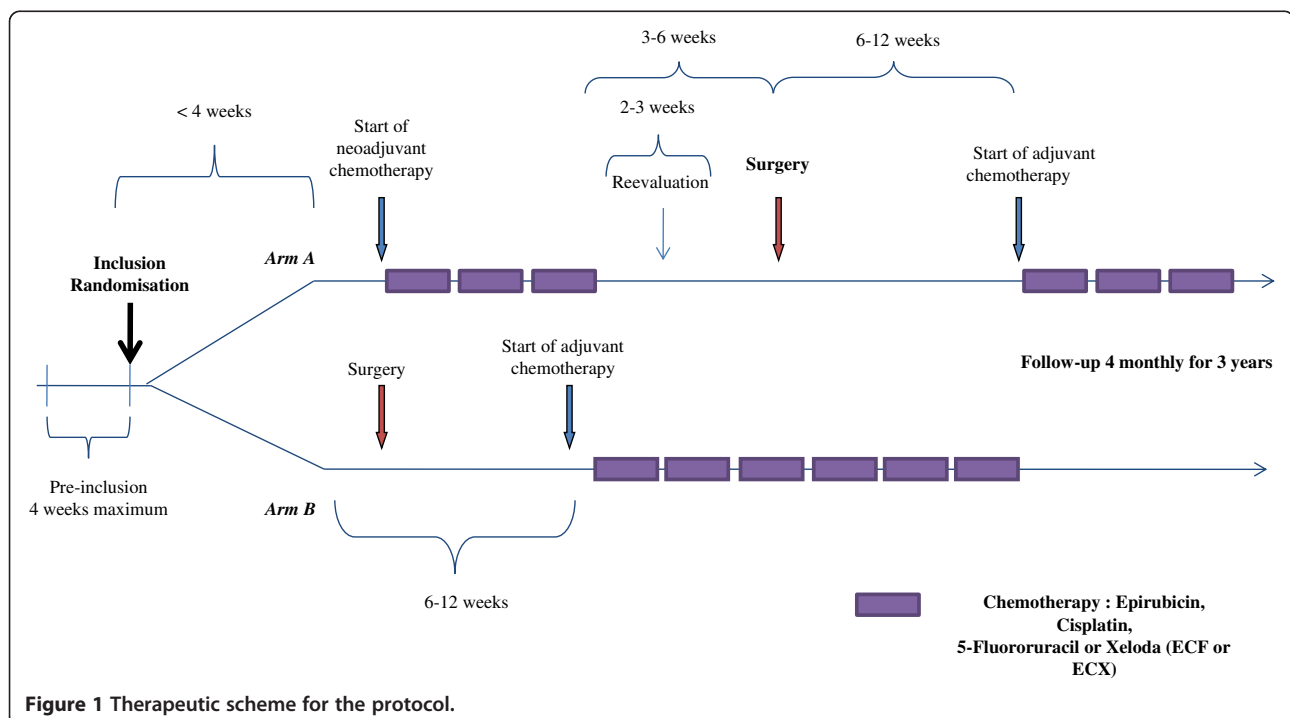 3-6 weeks
6-12 weeks
< 4 weeks
2-3 weeks
Start of
neoadjuvant
chemotherapy
Reevaluation
Surgery
Start of adjuvant
chemotherapy
Arm A
Inclusion
Randomisation
Surgery
Start of adjuvant
chemotherapy
Follow-up 4 monthly for 3 years
Pre-inclusion
4 weeks maximum
Arm B
6-12 weeks
Chemotherapy : Epirubicin,
Cisplatin,
5-Fluororuracil or Xeloda (ECF or
ECX)
Figure 1 Therapeutic scheme for the protocol.